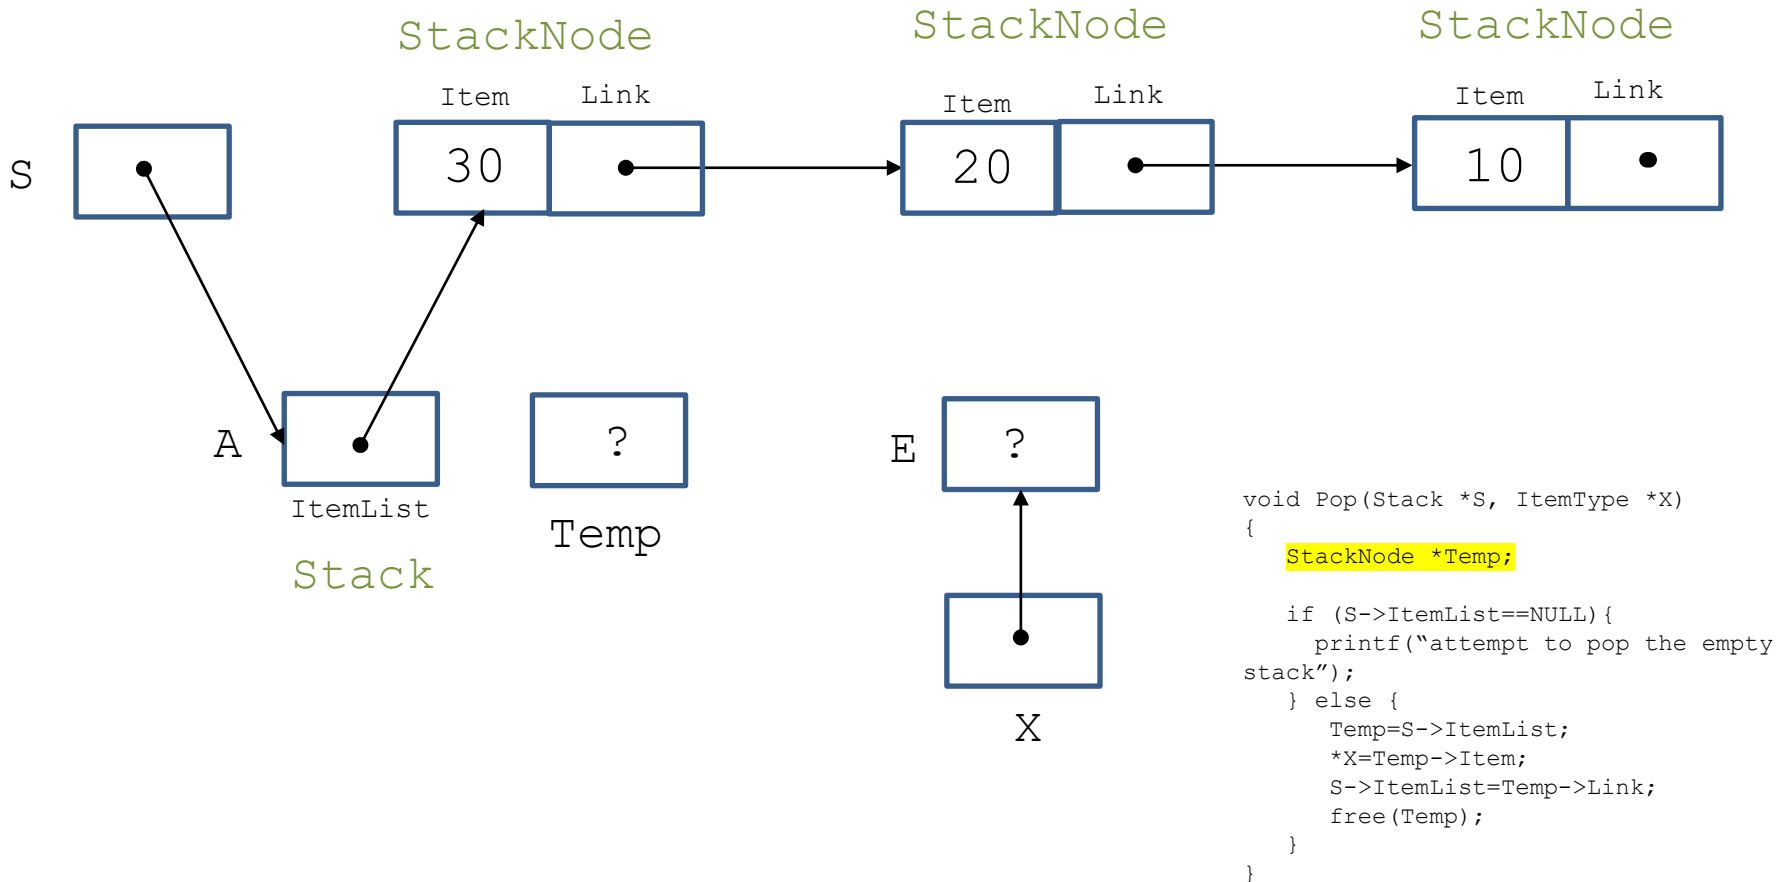 StackNode
StackNode
StackNode
Item Link
Item Link
Item Link
S
30
20
10
A
?
E
?
ItemList
Temp
Stack
X
void Pop(Stack *S, ItemType *X)
{
StackNode *Temp;
if (S->ItemList==NULL){
printf(“attempt to pop the empty
stack”);
} else {
Temp=S->ItemList;
*X=Temp->Item;
S->ItemList=Temp->Link;
free(Temp);
}
}